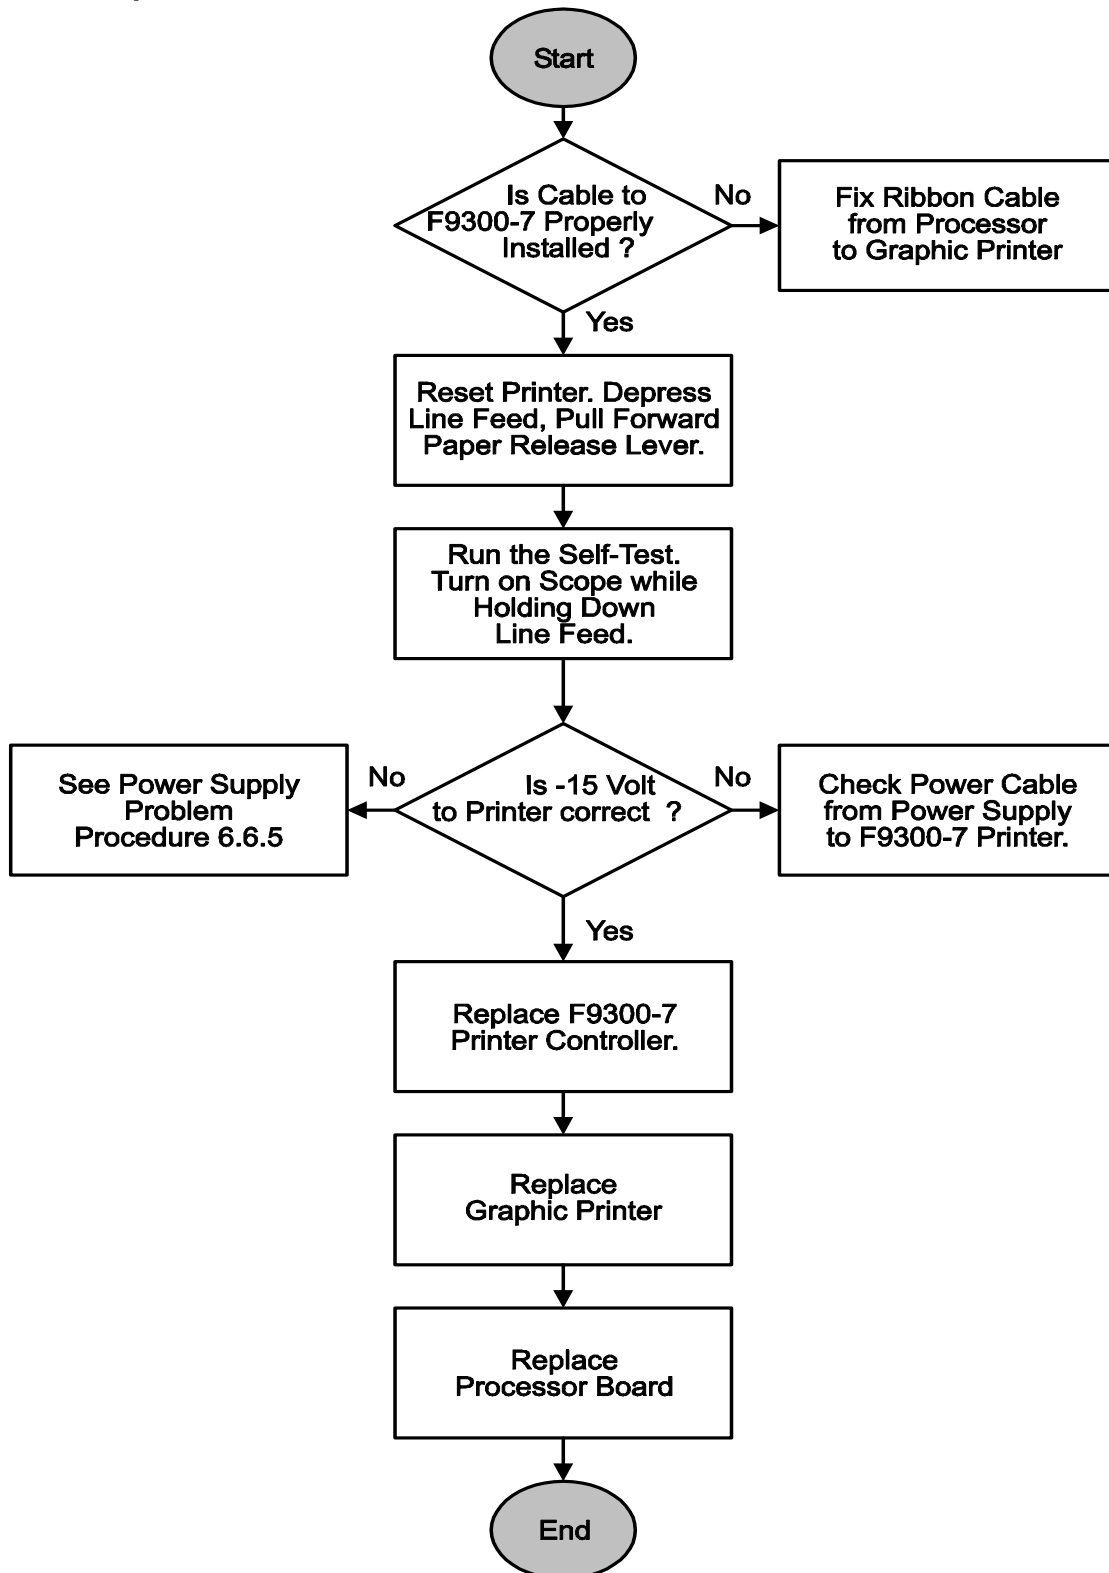 Start
Is Cable to
F9300-7 Properly
Installed ?
No
Fix Ribbon Cable
from Processor
to Graphic Printer
Yes
Reset Printer. Depress
Line Feed, Pull Forward
Paper Release Lever.
Run the Self-Test.
Turn on Scope while
Holding Down
Line Feed.
See Power Supply
Problem
Procedure 6.6.5
No
Is -15 Volt
to Printer correct ?
No
Check Power Cable
from Power Supply
to F9300-7 Printer.
Yes
Replace F9300-7
Printer Controller.
Replace
Graphic Printer
Replace
Processor Board
End